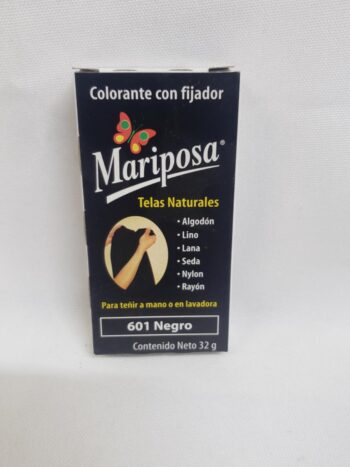 Colorante con fijador
Mariposa®
Telas Naturales
• Algodón
• Lino
• Lana
• Seda
• Nylon
• Rayón
Para teñir a mano o en lavadora
601 Negro
Contenido Neto 32 g